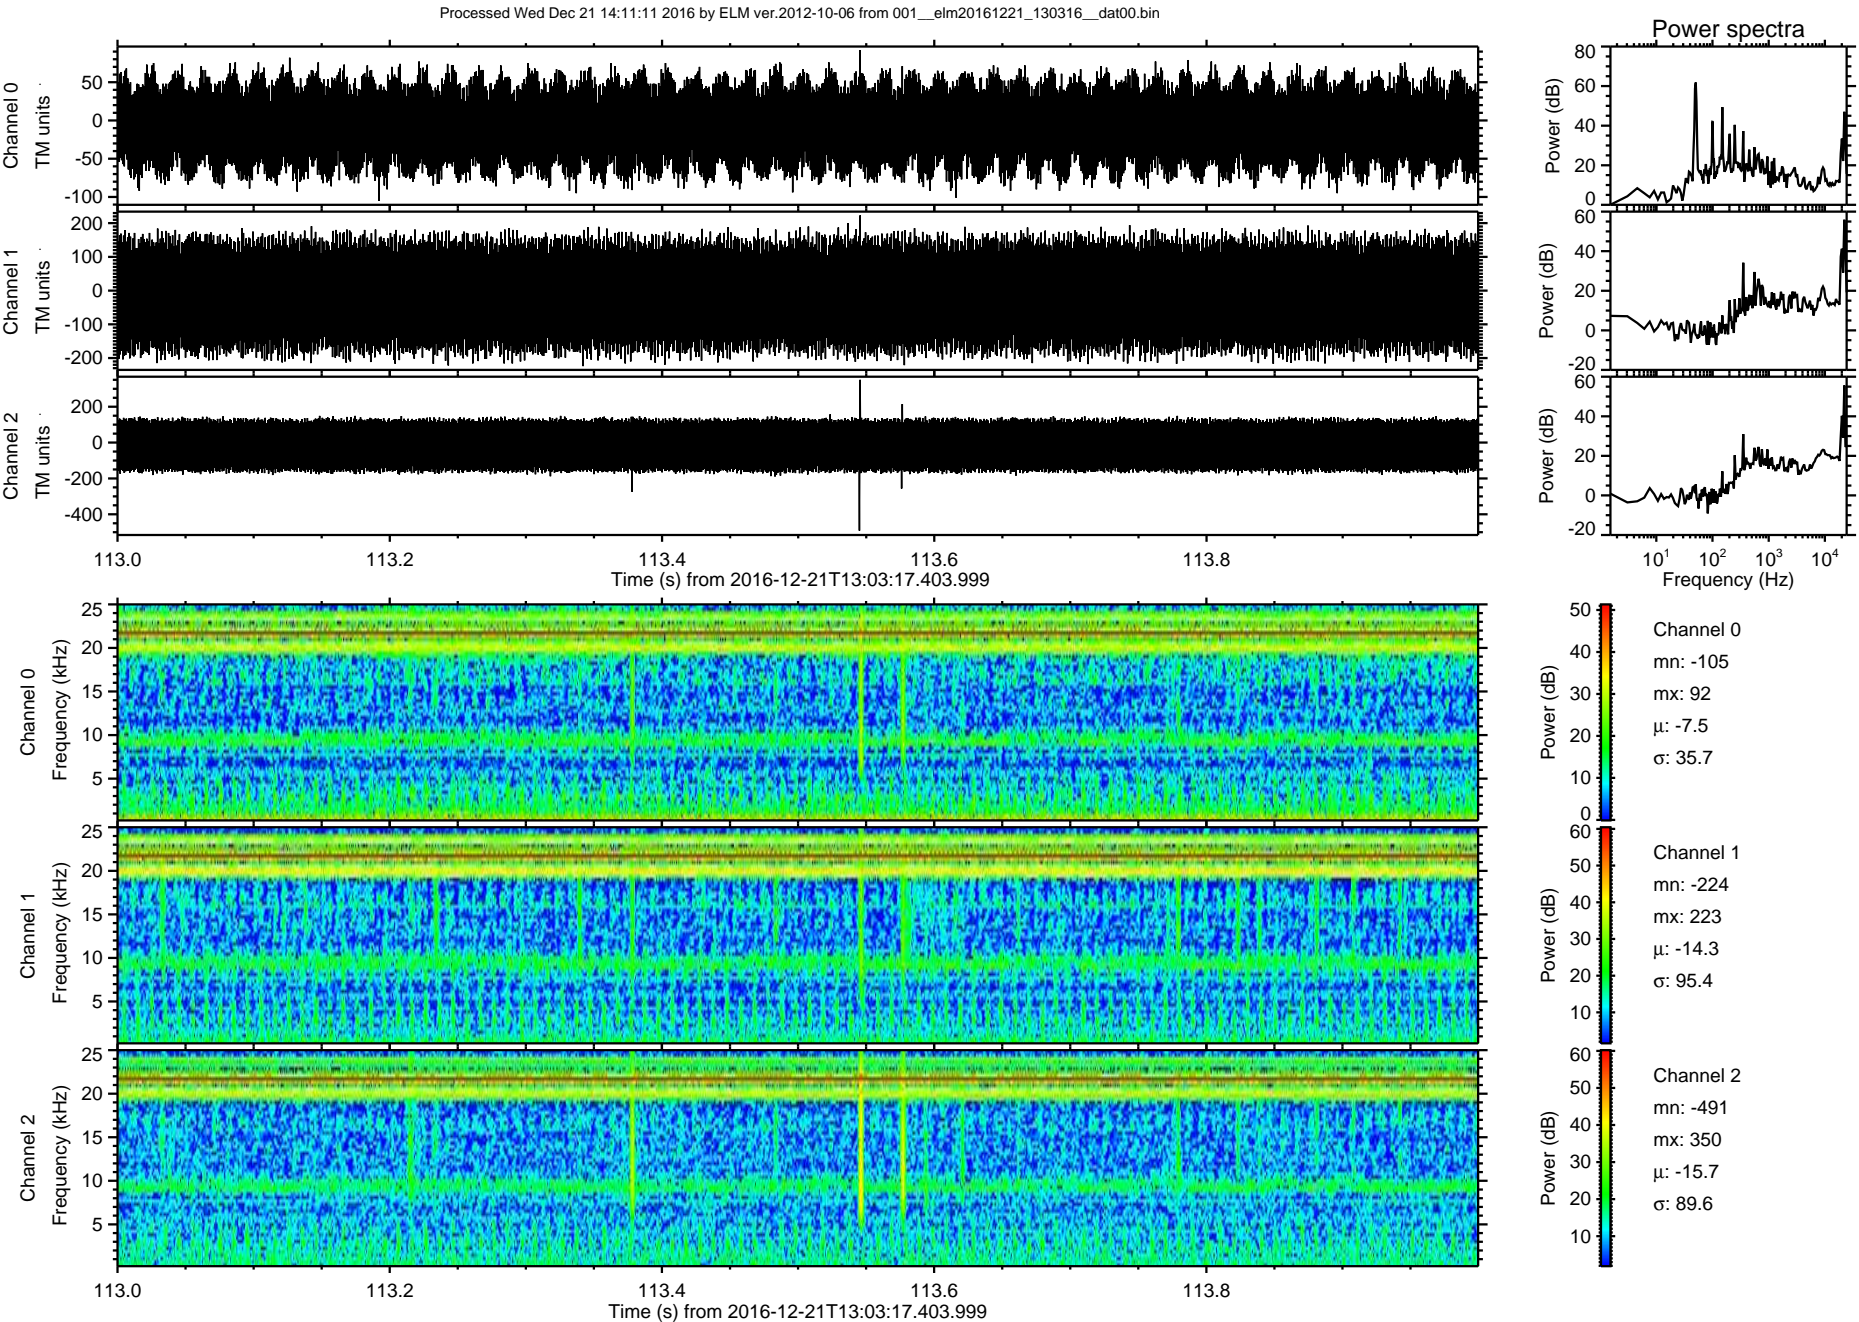 Processed Wed Dec 21 14:11:11 2016 by ELM ver.2012-10-06 from 001__elm20161221_130316__dat00.bin
Power spectra
Channel 0
TM units
50
0
-50
-100
Power (dB)
80
60
40
20
0
Channel 1
TM units
200
100
0
-100
-200
Power (dB)
60
40
20
0
-20
Channel 2
TM units
200
0
-200
-400
Power (dB)
60
40
20
0
-20
113.0 113.2 113.4 113.6 113.8
Time (s) from 2016-12-21T13:03:17.403.999
10^1 10^2 10^3 10^4
Frequency (Hz)
Channel 0
Frequency (kHz)
25
20
15
10
5
Power (dB)
50
40
30
20
10
0
Channel 0
mn: -105
mx: 92
μ: -7.5
σ: 35.7
Channel 1
Frequency (kHz)
25
20
15
10
5
Power (dB)
60
50
40
30
20
10
Channel 1
mn: -224
mx: 223
μ: -14.3
σ: 95.4
Channel 2
Frequency (kHz)
25
20
15
10
5
Power (dB)
60
50
40
30
20
10
Channel 2
mn: -491
mx: 350
μ: -15.7
σ: 89.6
113.0 113.2 113.4 113.6 113.8
Time (s) from 2016-12-21T13:03:17.403.999